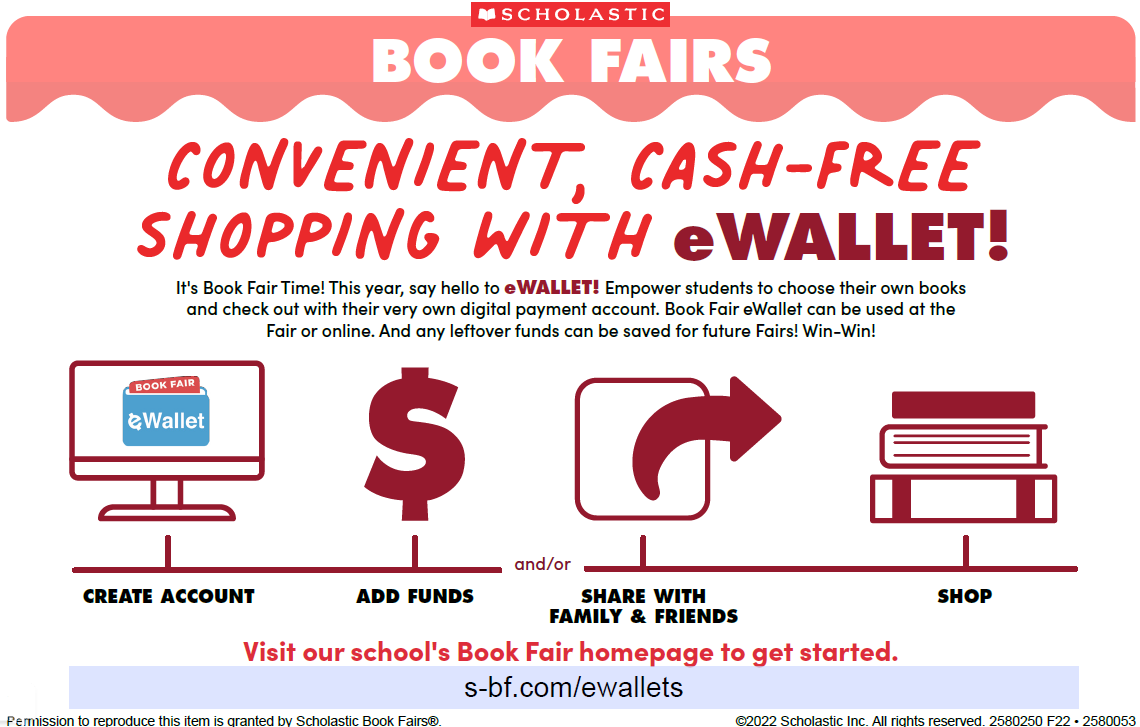 SCHOLASTIC
BOOK FAIRS
CONVENIENT, CASH-FREE
SHOPPING WITH eWALLET!
It's Book Fair Time! This year, say hello to eWALLET! Empower students to choose their own books
and check out with their very own digital payment account. Book Fair eWallet can be used at the
Fair or online. And any leftover funds can be saved for future Fairs! Win-Win!
BOOK FAIR
eWallet
and/or
CREATE ACCOUNT
ADD FUNDS
SHARE WITH
FAMILY & FRIENDS
SHOP
Visit our school's Book Fair homepage to get started.
s-bf.com/ewallets
Permission to reproduce this item is granted by Scholastic Book Fairs®.
©2022 Scholastic Inc. All rights reserved. 2580250 F22 • 2580053